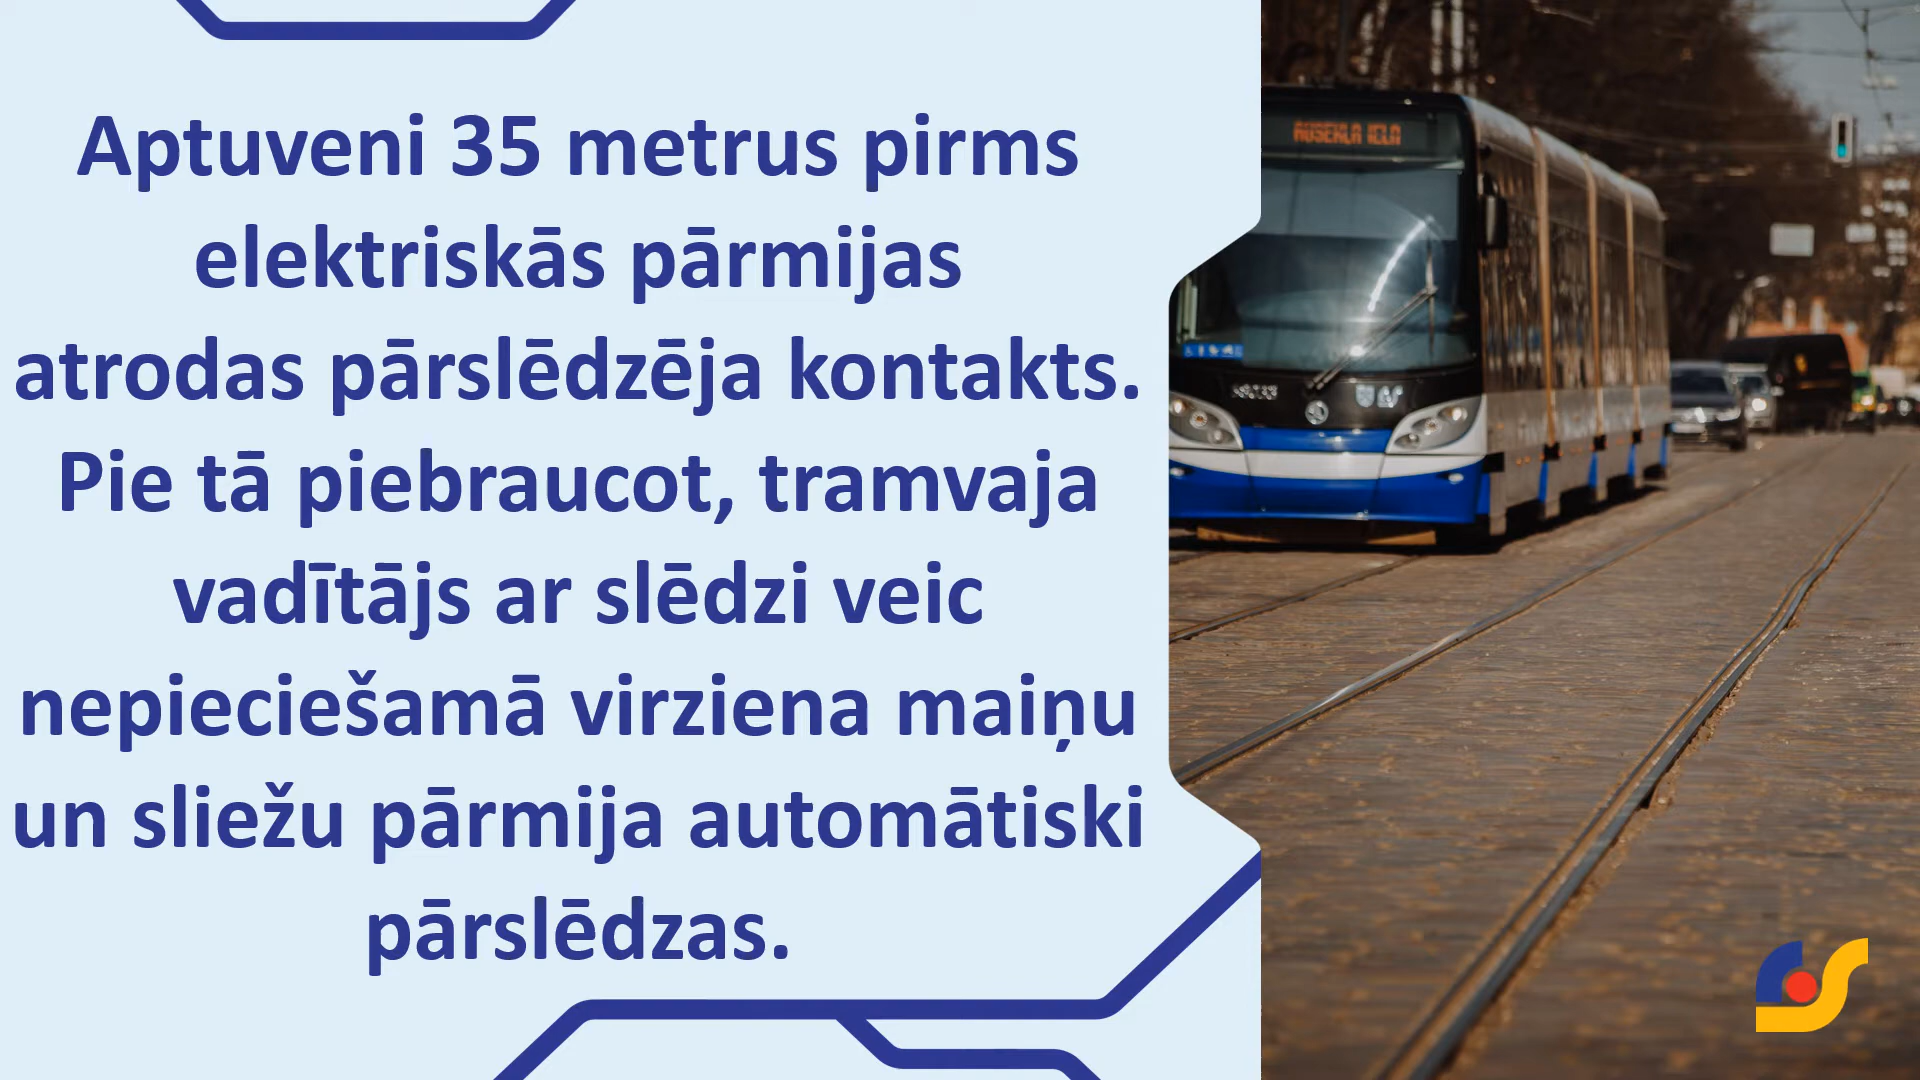 Aptuveni 35 metrus pirms
elektriskās pārmijas
atrodas pārslēdzēja kontakts.
Pie tā piebraucot, tramvaja
vadītājs ar slēdzi veic
nepieciešamā virziena maiņu
un sliežu pārmija automātiski
pārslēdzas.